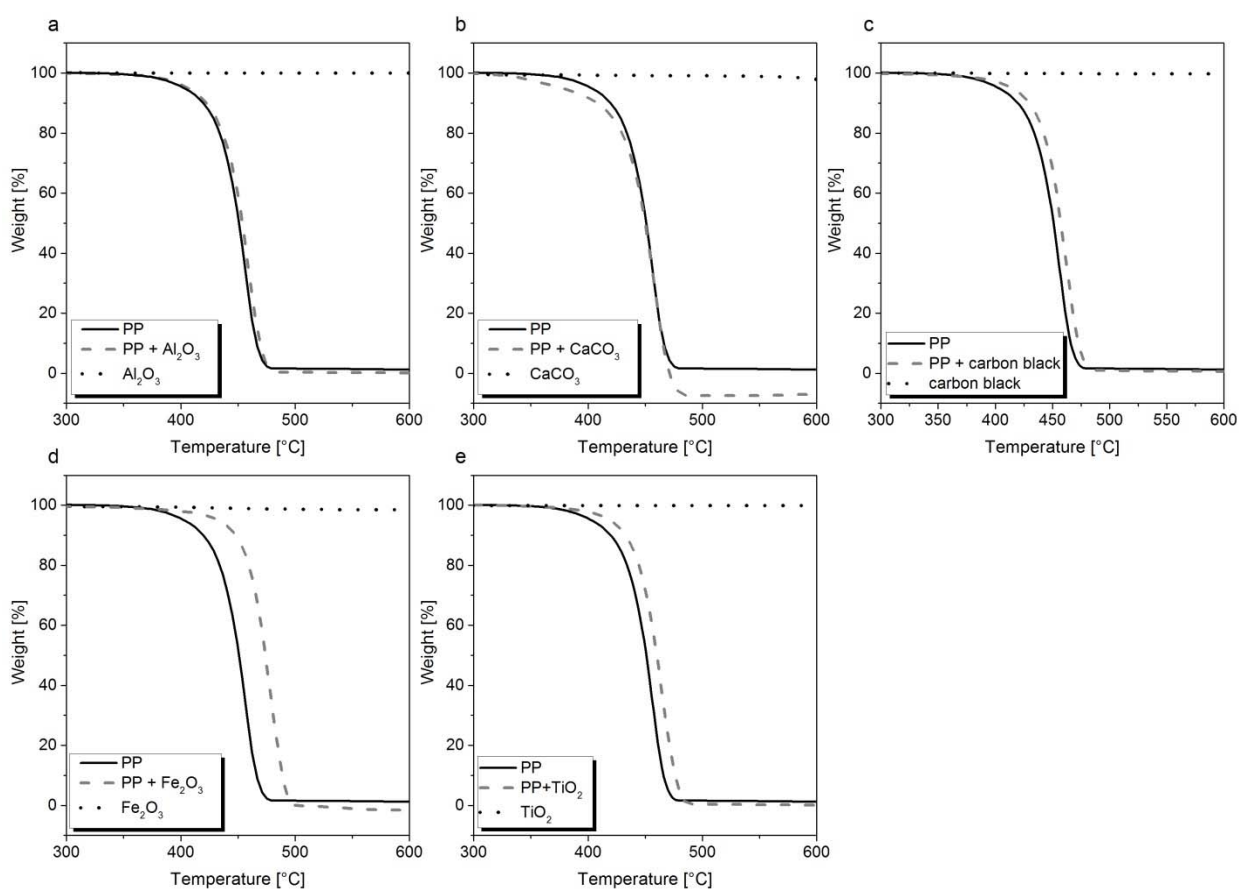 a
100
80
60
40
20
0
Weight [%]
PP
PP + Al₂O₃
Al₂O₃
300 400 500 600
Temperature [°C]
b
100
80
60
40
20
0
Weight [%]
PP
PP + CaCO₃
CaCO₃
300 400 500 600
Temperature [°C]
c
100
80
60
40
20
0
Weight [%]
PP
PP + carbon black
carbon black
300 350 400 450 500 550 600
Temperature [°C]
d
100
80
60
40
20
0
Weight [%]
PP
PP + Fe₂O₃
Fe₂O₃
300 400 500 600
Temperature [°C]
e
100
80
60
40
20
0
Weight [%]
PP
PP+TiO₂
TiO₂
300 400 500 600
Temperature [°C]